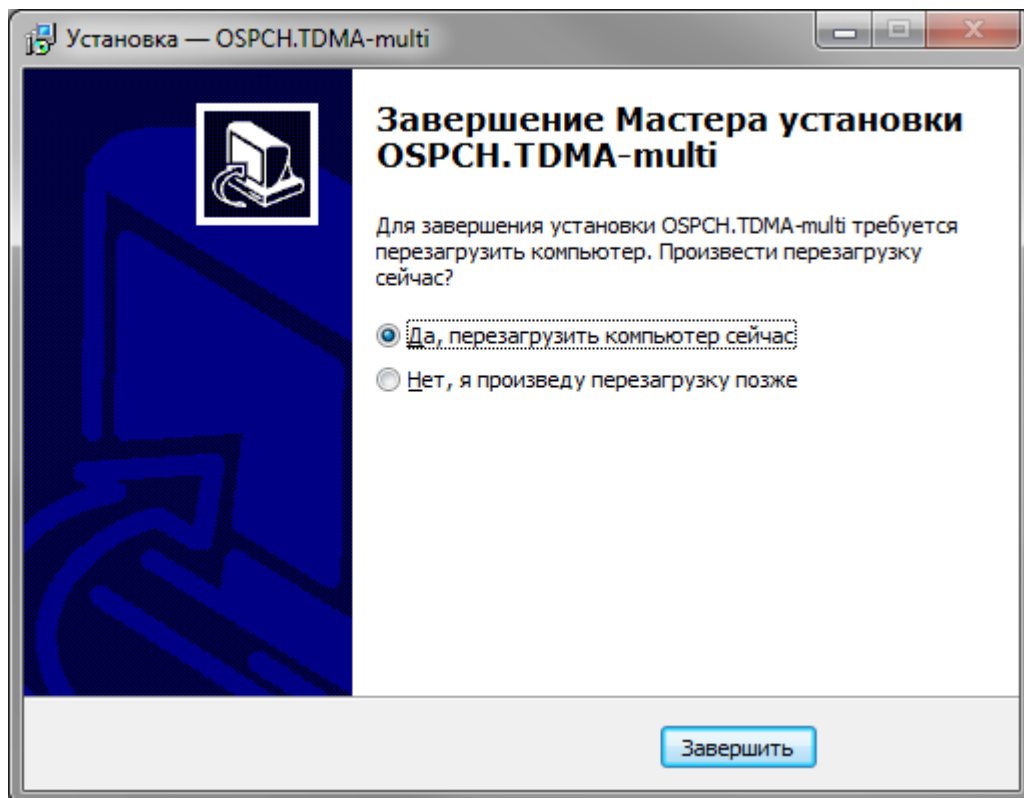 Установка — OSPCH.TDMA-multi
Завершение Мастера установки
OSPCH.TDMA-multi
Для завершения установки OSPCH.TDMA-multi требуется
перезагрузить компьютер. Произвести перезагрузку
сейчас?
Да, перезагрузить компьютер сейчас
Нет, я произведу перезагрузку позже
Завершить